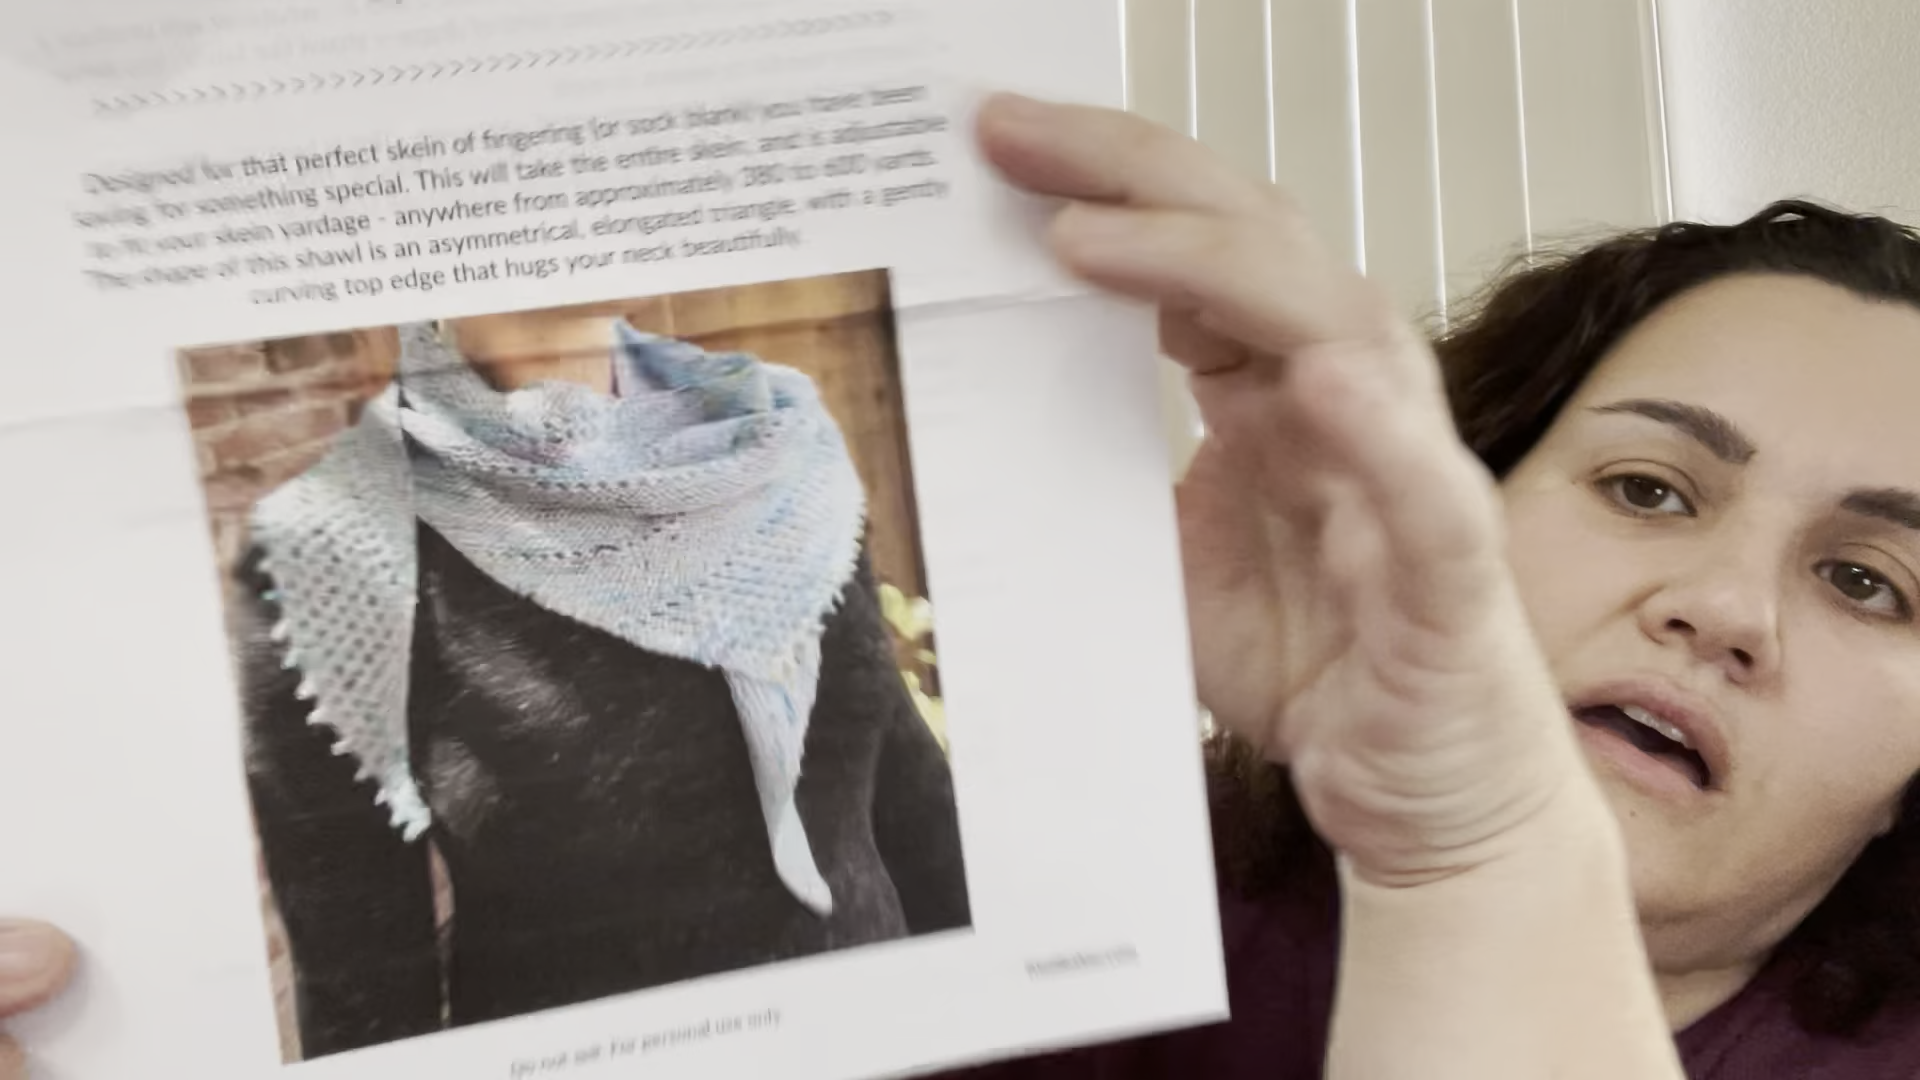 Designed for that perfect skein of fingering (or sock blank) you have been
saving for something special. This will take the entire skein, and is adjustable
to fit your skein yardage - anywhere from approximately 380 to 600 yards.
The shape of this shawl is an asymmetrical, elongated triangle, with a gently
curving top edge that hugs your neck beautifully.
Do not sell. For personal use only